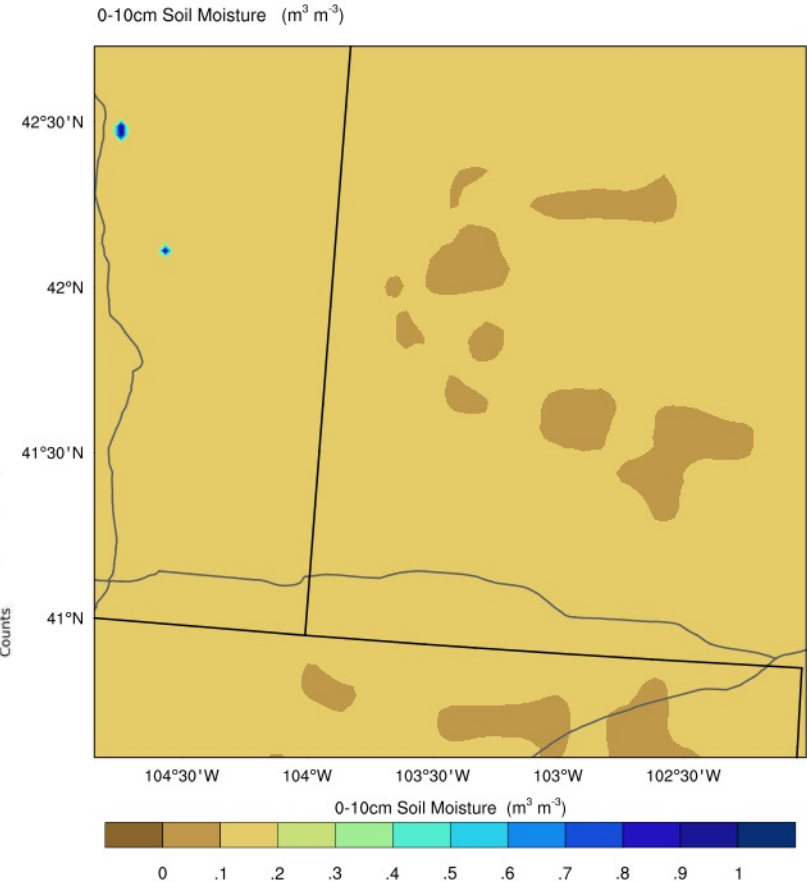 0-10cm Soil Moisture (m³ m⁻³)
42°30'N
42°N
41°30'N
41°N
Counts
104°30'W 104°W 103°30'W 103°W 102°30'W
0-10cm Soil Moisture (m³ m⁻³)
0 .1 .2 .3 .4 .5 .6 .7 .8 .9 1